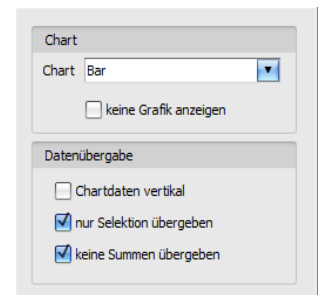 Chart
Chart Bar
keine Grafik anzeigen
Datenübergabe
Chartdaten vertikal
nur Selektion übergeben
keine Summen übergeben